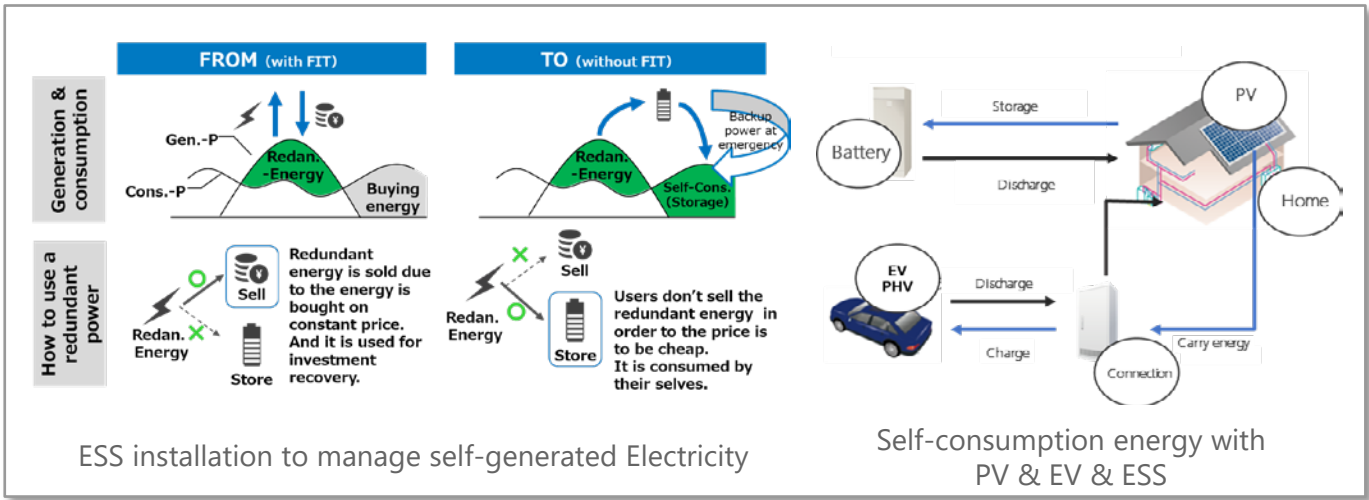 FROM (with FIT)
TO (without FIT)
Generation &
consumption
Gen.-P
Cons.-P
Redan.
-Energy
Buying
energy
Redan.
-Energy
Self-Cons.
(Storage)
Backup
power at
emergency
How to use a
redundant
power
Redan.
Energy
¥
Sell
Store
Redundant
energy is sold due
to the energy is
bought on
constant price.
And it is used for
investment
recovery.
Redan.
Energy
¥
Sell
Store
Users don’t sell the
redundant energy in
order to the price is
to be cheap.
It is consumed by
their selves.
ESS installation to manage self-generated Electricity
Battery
Storage
Discharge
PV
Home
EV
PHV
Discharge
Charge
Connection
Carry energy
Self-consumption energy with
PV & EV & ESS